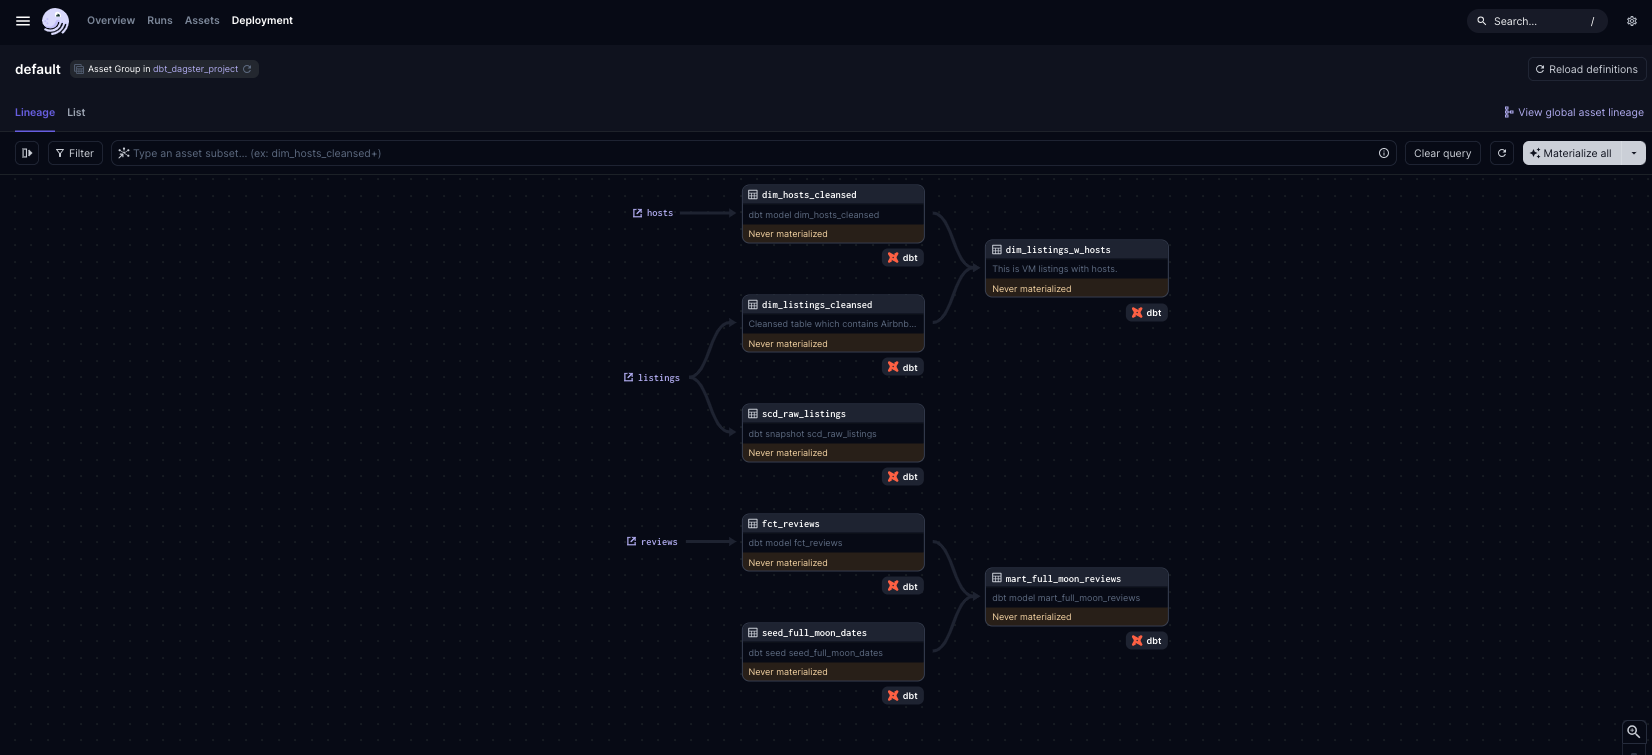 Overview Runs Assets Deployment Search... /
default Asset Group in dbt_dagster_project Reload definitions
Lineage List View global asset lineage
Filter Type an asset subset... (ex: dim_hosts_cleansed+) Clear query Materialize all
dim_hosts_cleansed
hosts
dbt model dim_hosts_cleansed
Never materialized
dbt
dim_listings_w_hosts
This is VM listings with hosts.
Never materialized
dbt
dim_listings_cleansed
Cleansed table which contains Airbnb...
Never materialized
dbt
listings
scd_raw_listings
dbt snapshot scd_raw_listings
Never materialized
dbt
fct_reviews
reviews
dbt model fct_reviews
Never materialized
dbt
mart_full_moon_reviews
dbt model mart_full_moon_reviews
Never materialized
dbt
seed_full_moon_dates
dbt seed seed_full_moon_dates
Never materialized
dbt